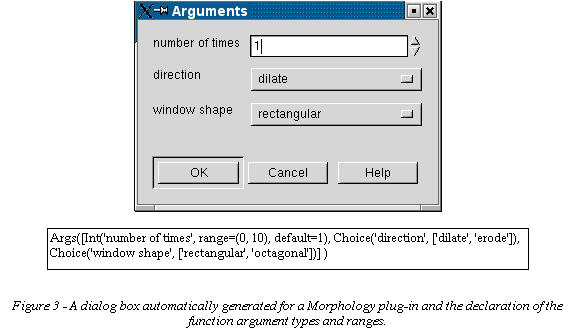 Arguments
number of times 1
direction dilate
window shape rectangular
OK Cancel Help
Args([Int('number of times', range=(0, 10), default=1), Choice('direction', ['dilate', 'erode']),
Choice('window shape', ['rectangular', 'octagonal'])] )
Figure 3 - A dialog box automatically generated for a Morphology plug-in and the declaration of the
function argument types and ranges.